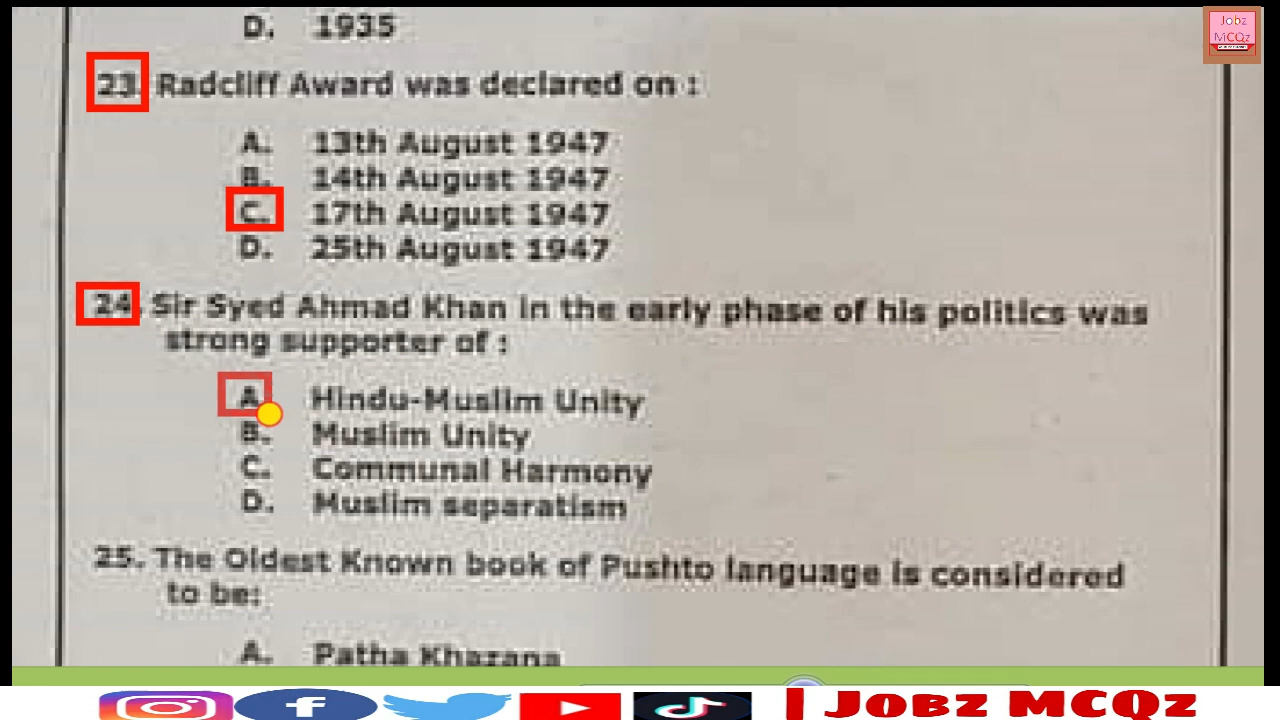 D. 1935
Jobz
MCQz
23. Radcliff Award was declared on :
A. 13th August 1947
B. 14th August 1947
C. 17th August 1947
D. 25th August 1947
24. Sir Syed Ahmad Khan in the early phase of his politics was
strong supporter of :
A. Hindu-Muslim Unity
B. Muslim Unity
C. Communal Harmony
D. Muslim separatism
25. The Oldest Known book of Pushto language is considered
to be:
A. Patha Khazana
| JOBZ MCQZ